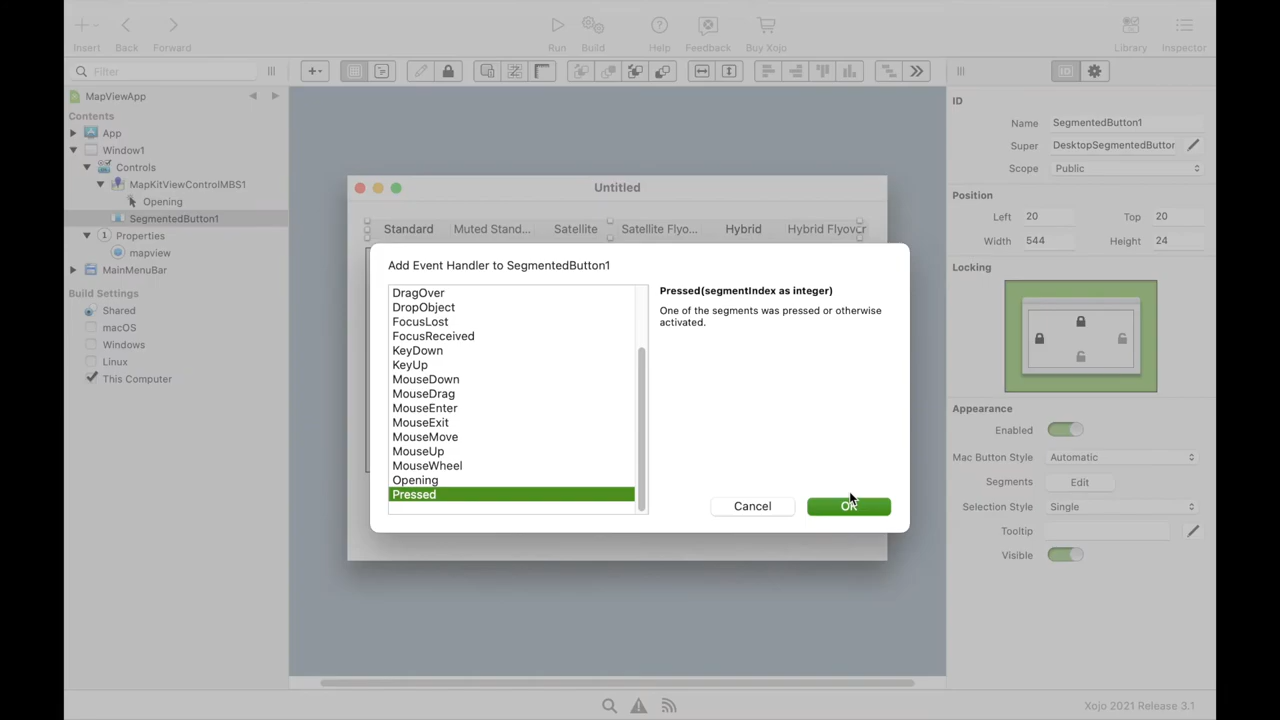 Insert Back Forward Run Build Help Feedback Buy Xojo Library Inspector
Filter
MapViewApp
Contents
App
Window1
Controls
MapKitViewControlMBS1
Opening
SegmentedButton1
Properties
mapview
MainMenuBar
Build Settings
Shared
macOS
Windows
Linux
This Computer
Untitled
Standard Muted Stand... Satellite Satellite Flyo... Hybrid Hybrid Flyover
Add Event Handler to SegmentedButton1
DragOver
DropObject
FocusLost
FocusReceived
KeyDown
KeyUp
MouseDown
MouseDrag
MouseEnter
MouseExit
MouseMove
MouseUp
MouseWheel
Opening
Pressed
Pressed(segmentIndex as integer)
One of the segments was pressed or otherwise
activated.
Cancel OK
ID
Name SegmentedButton1
Super DesktopSegmentedButton
Scope Public
Position
Left 20 Top 20
Width 544 Height 24
Locking
Appearance
Enabled
Mac Button Style Automatic
Segments Edit
Selection Style Single
Tooltip
Visible
Xojo 2021 Release 3.1